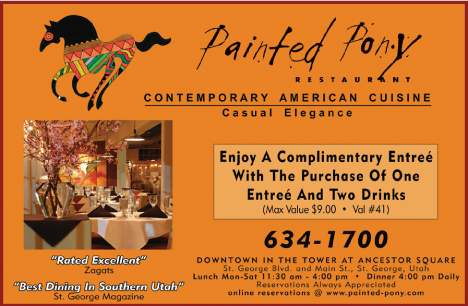 Painted Pony
RESTAURANT
CONTEMPORARY AMERICAN CUISINE
Casual Elegance
Enjoy A Complimentary Entreé
With The Purchase Of One
Entreé And Two Drinks
(Max Value $9.00 • Val #41)
634-1700
DOWNTOWN IN THE TOWER AT ANCESTOR SQUARE
St. George Blvd. and Main St., St. George, Utah
Lunch Mon-Sat 11:30 am - 4:00 pm • Dinner 4:00 pm Daily
Reservations Always Appreciated
online reservations @ www.painted-pony.com
"Rated Excellent"
Zagats
"Best Dining In Southern Utah"
St. George Magazine